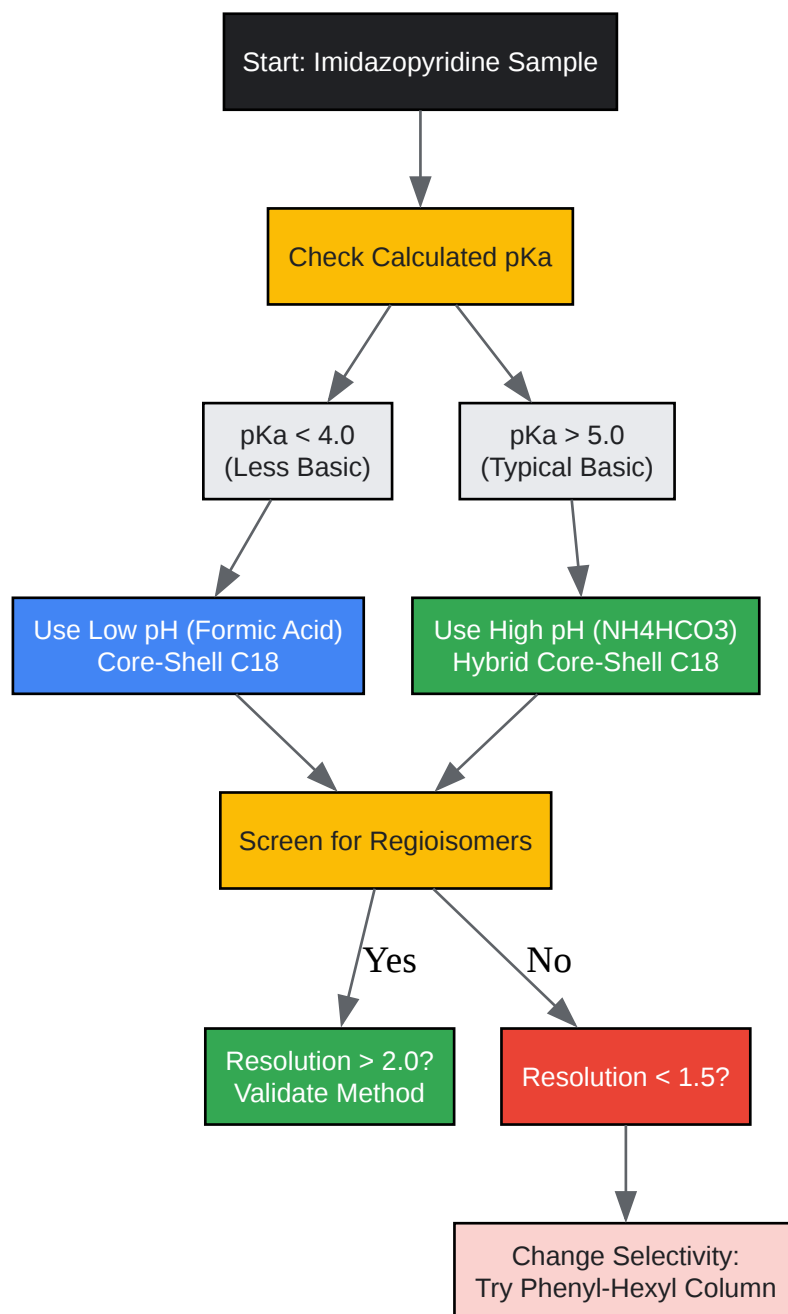 Start: Imidazopyridine Sample
Check Calculated pKa
pKa < 4.0
(Less Basic)
pKa > 5.0
(Typical Basic)
Use Low pH (Formic Acid)
Core-Shell C18
Use High pH (NH4HCO3)
Hybrid Core-Shell C18
Screen for Regioisomers
Yes
No
Resolution > 2.0?
Validate Method
Resolution < 1.5?
Change Selectivity:
Try Phenyl-Hexyl Column